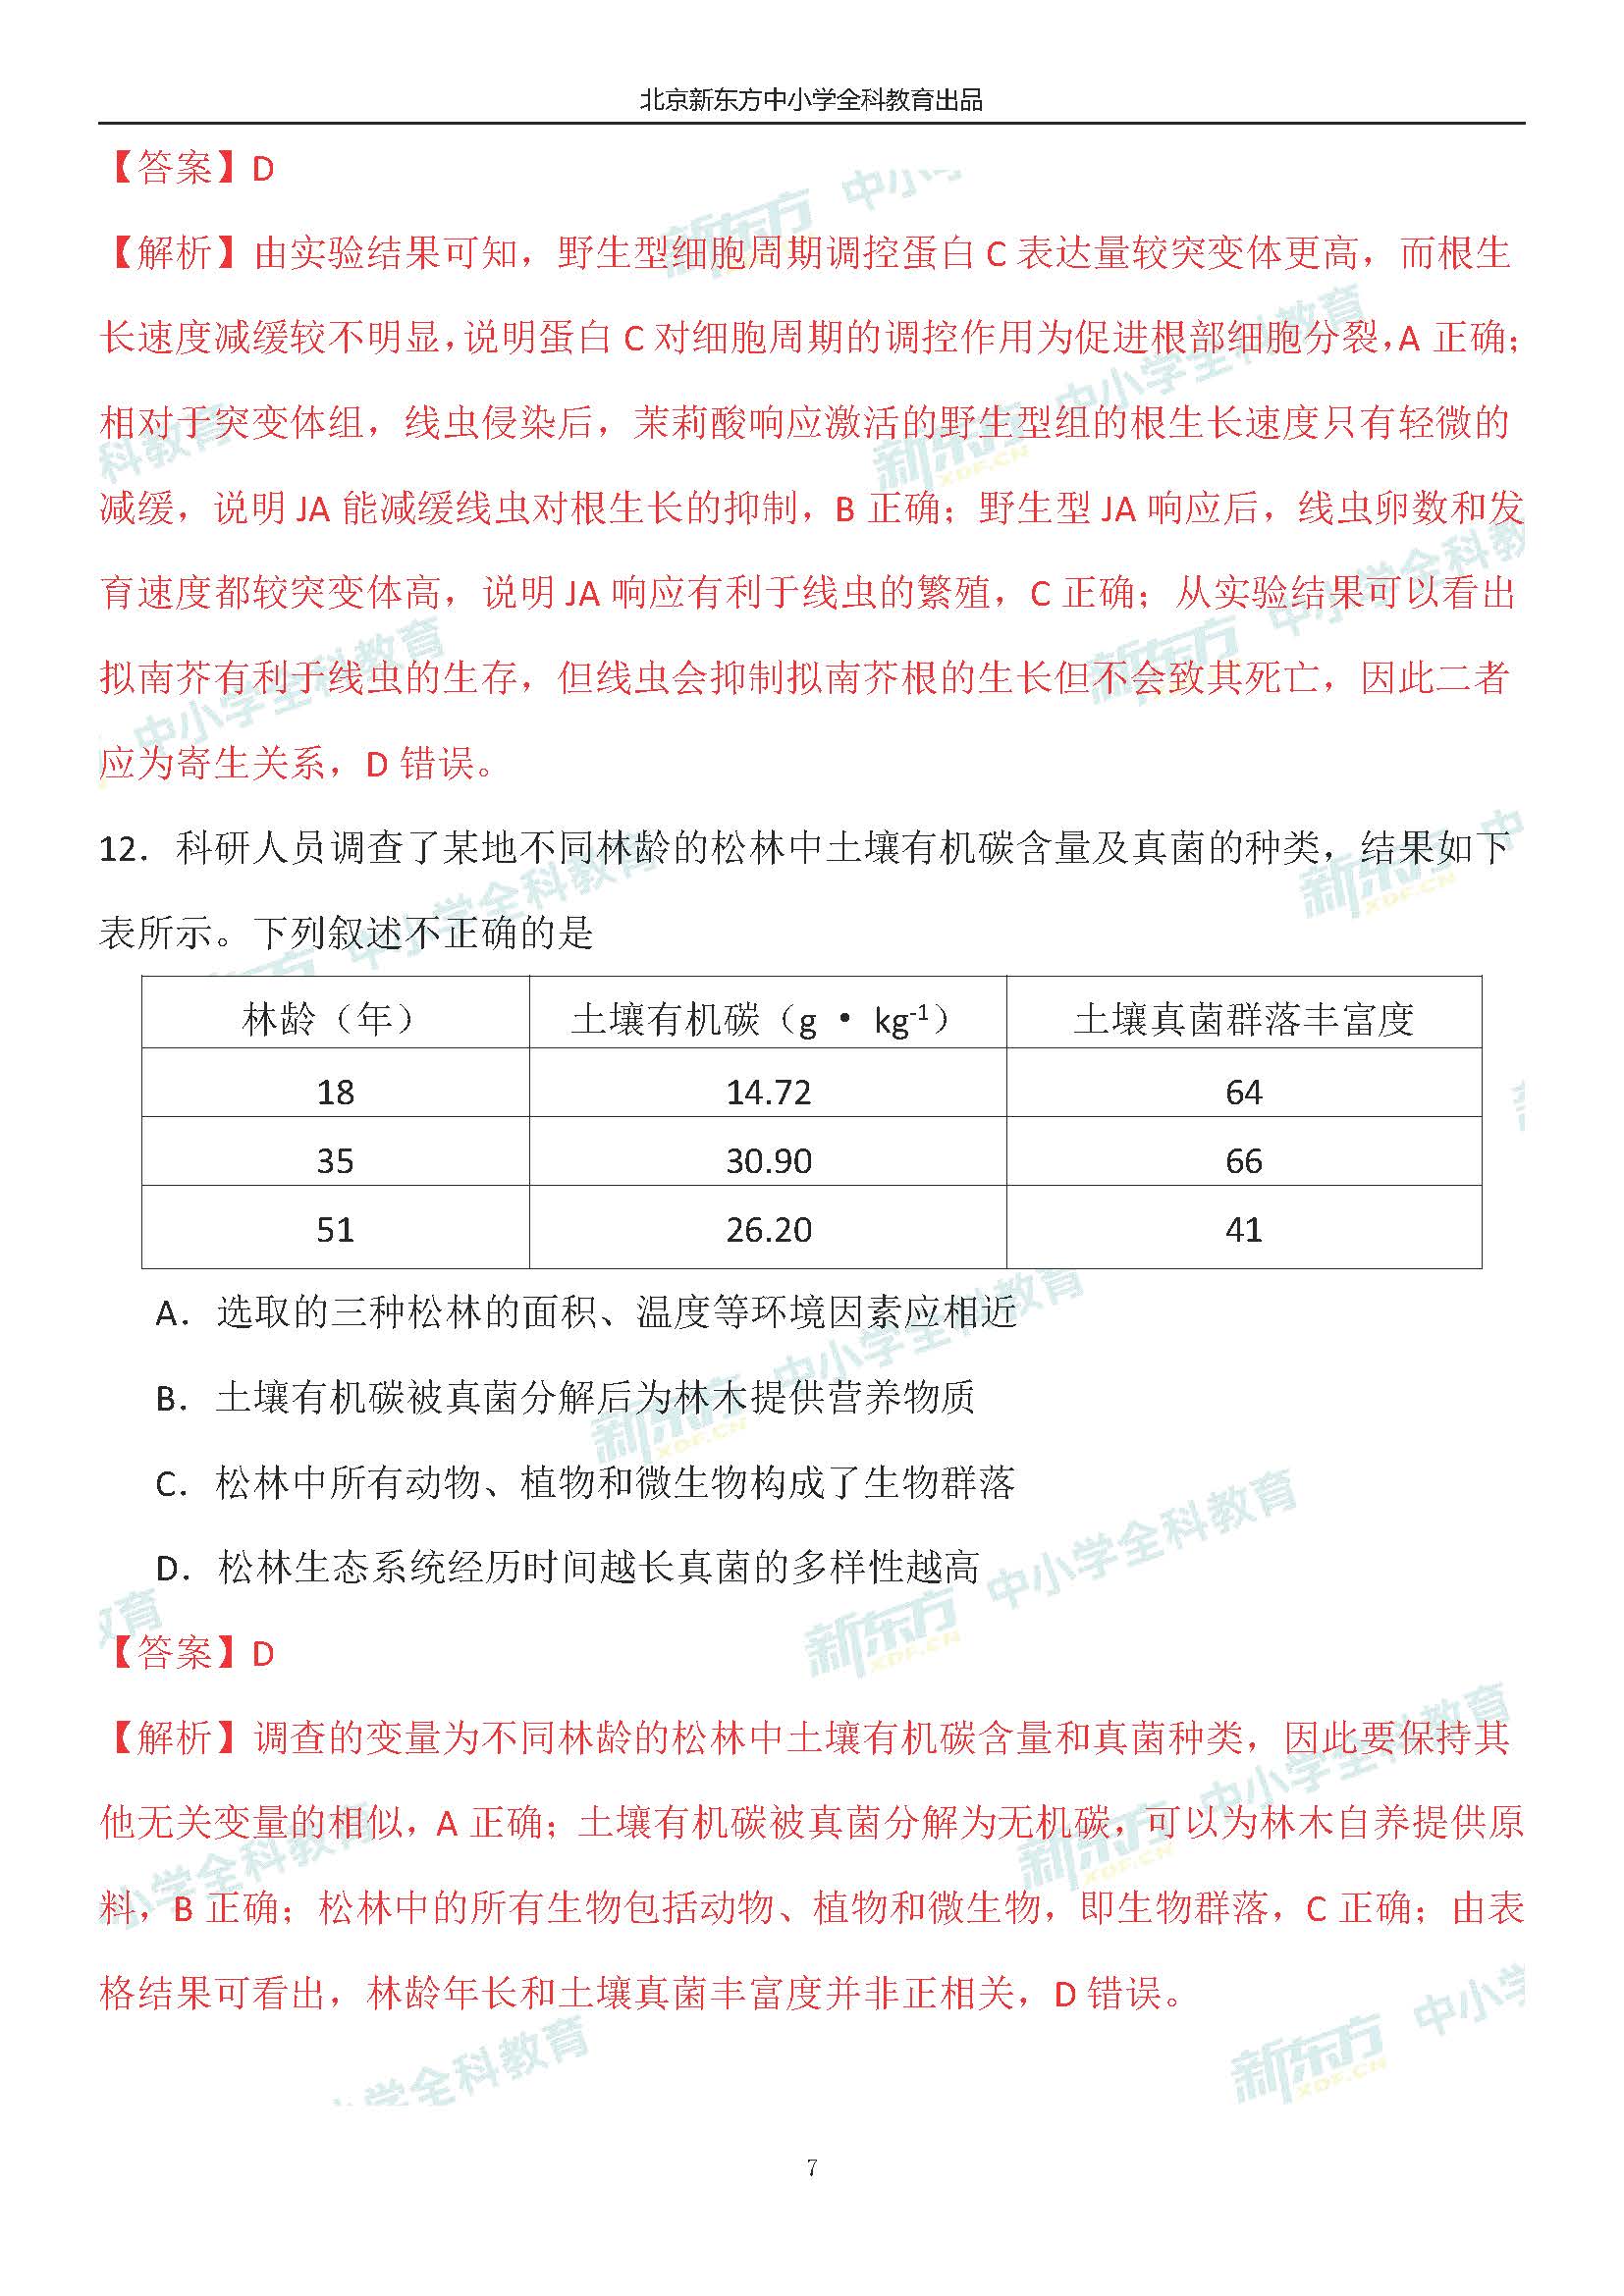 北京新东方中小学全科教育出品
【答案】D
【解析】由实验结果可知，野生型细胞周期调控蛋白 C 表达量较突变体更高，而根生
长速度减缓较不明显，说明蛋白 C 对细胞周期的调控作用为促进根部细胞分裂，A 正确；
相对于突变体组，线虫侵染后，茉莉酸响应激活的野生型组的根生长速度只有轻微的
减缓，说明 JA 能减缓线虫对根生长的抑制，B 正确；野生型 JA 响应后，线虫卵数和发
育速度都较突变体高，说明 JA 响应有利于线虫的繁殖，C 正确；从实验结果可以看出
拟南芥有利于线虫的生存，但线虫会抑制拟南芥根的生长但不会致其死亡，因此二者
应为寄生关系，D 错误。
12．科研人员调查了某地不同林龄的松林中土壤有机碳含量及真菌的种类，结果如下
表所示。下列叙述不正确的是
林龄（年） 土壤有机碳（g • kg-1） 土壤真菌群落丰富度
18 14.72 64
35 30.90 66
51 26.20 41
A．选取的三种松林的面积、温度等环境因素应相近
B．土壤有机碳被真菌分解后为林木提供营养物质
C．松林中所有动物、植物和微生物构成了生物群落
D．松林生态系统经历时间越长真菌的多样性越高
【答案】D
【解析】调查的变量为不同林龄的松林中土壤有机碳含量和真菌种类，因此要保持其
他无关变量的相似，A 正确；土壤有机碳被真菌分解为无机碳，可以为林木自养提供原
料，B 正确；松林中的所有生物包括动物、植物和微生物，即生物群落，C 正确；由表
格结果可看出，林龄年长和土壤真菌丰富度并非正相关，D 错误。
7